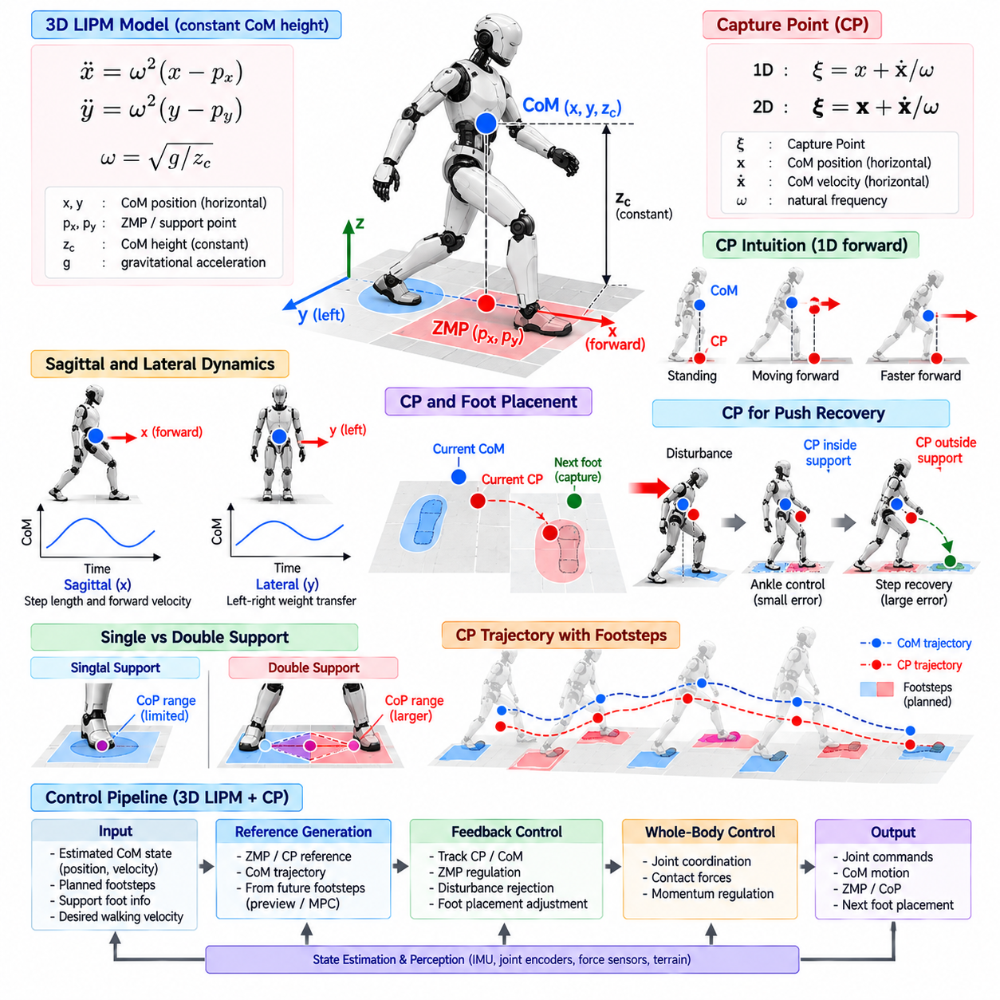 3D LIPM Model (constant CoM height)
ẍ = ω²(x − pₓ)
ÿ = ω²(y − p_y)
ω = √(g/z_c)
x, y : CoM position (horizontal)
pₓ, p_y : ZMP / support point
z_c : CoM height (constant)
g : gravitational acceleration
CoM (x, y, z_c)
z_c
(constant)
z
y (left)
ZMP (pₓ, p_y)
x
(forward)
Capture Point (CP)
1D : ξ = x + ẋ/ω
2D : ξ = x + ẋ/ω
ξ : Capture Point
x : CoM position (horizontal)
ẋ : CoM velocity (horizontal)
ω : natural frequency
CP Intuition (1D forward)
CoM
CP
Standing
Moving forward
Faster forward
Sagittal and Lateral Dynamics
x (forward)
y (left)
CoM
Time
Sagittal (x)
Step length and forward velocity
CoM
Time
Lateral (y)
Left-right weight transfer
CP and Foot Placenent
Current CoM
Current CP
Next foot
(capture)
CP for Push Recovery
Disturbance
CP inside
support
CP outside
support
Ankle control
(small error)
Step recovery
(large error)
Single vs Double Support
Singlal Support
CoP range
(limited)
Double Support
CoP range
(larger)
CP Trajectory with Footsteps
CoM trajectory
CP trajectory
Footsteps
(planned)
Control Pipeline (3D LIPM + CP)
Input
- Estimated CoM state
(position, velocity)
- Planned footsteps
- Support foot info
- Desired walking velocity
Reference Generation
- ZMP / CP reference
- CoM trajectory
- From future footsteps
(preview / MPC)
Feedback Control
- Track CP / CoM
- ZMP regulation
- Disturbance rejection
- Foot placement adjustment
Whole-Body Control
- Joint coordination
- Contact forces
- Momentum regulation
Output
- Joint commands
- CoM motion
- ZMP / CoP
- Next foot placement
State Estimation & Perception (IMU, joint encoders, force sensors, terrain)